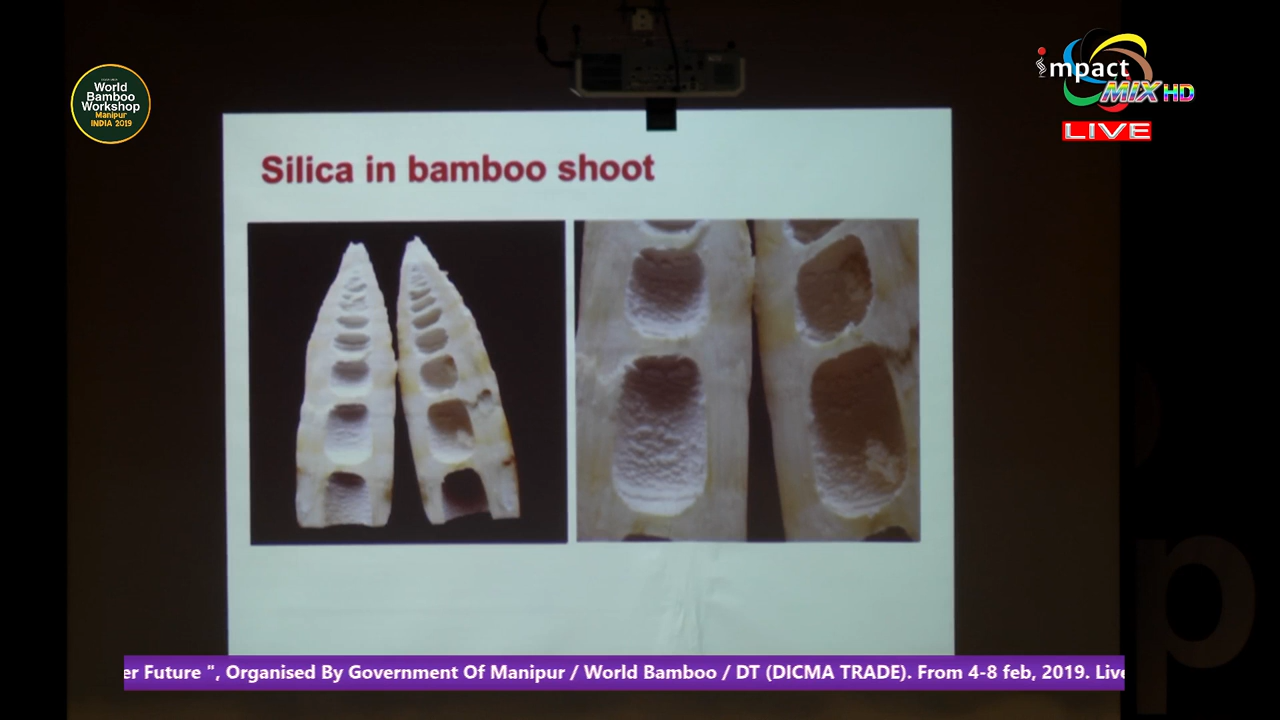 World
Bamboo
Workshop
Manipur
INDIA 2019
impact
MIX HD
LIVE
Silica in bamboo shoot
er Future ", Organised By Government Of Manipur / World Bamboo / DT (DICMA TRADE). From 4-8 feb, 2019. Live
p